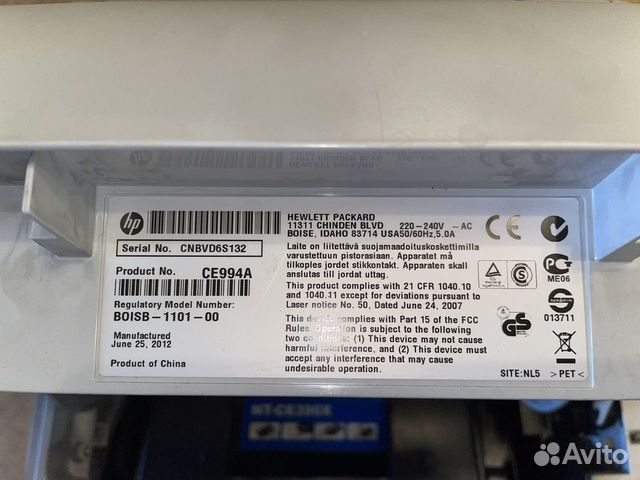 hp
Serial No. CNBVD6S132
Product No. CE994A
Regulatory Model Number:
BOISB-1101-00
Manufactured
June 25, 2012
Product of China
HEWLETT PACKARD
11311 CHINDEN BLVD 220-240V ~ AC
BOISE, IDAHO 83714 USA 50/60Hz, 5.0A
Laite on liitettävä suojamaadoituskoskettimilla
varustettuun pistorasiaan. Apparatet må
tilkoples jordet stikkontakt. Apparaten skall
anslutas till jordat uttag.
This product complies with 21 CFR 1040.10
and 1040.11 except for deviations pursuant to
Laser notice No. 50, Dated June 24, 2007
This device complies with Part 15 of the FCC
Rules. Operation is subject to the following two
conditions: (1) This device may not cause
harmful interference, and (2) This device
must accept any interference that may cause
undesirable operation.
CE
N
PG
ME06
GS
013711
SITE:NL5 >PET<
NT-CE390X
Avito